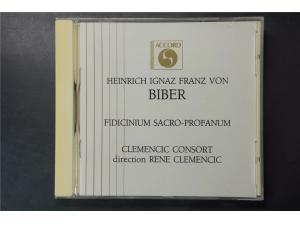 ACCORD
HEINRICH IGNAZ FRANZ VON
BIBER
FIDICINIUM SACRO-PROFANUM
CLEMENCIC CONSORT
direction RENE CLEMENCIC